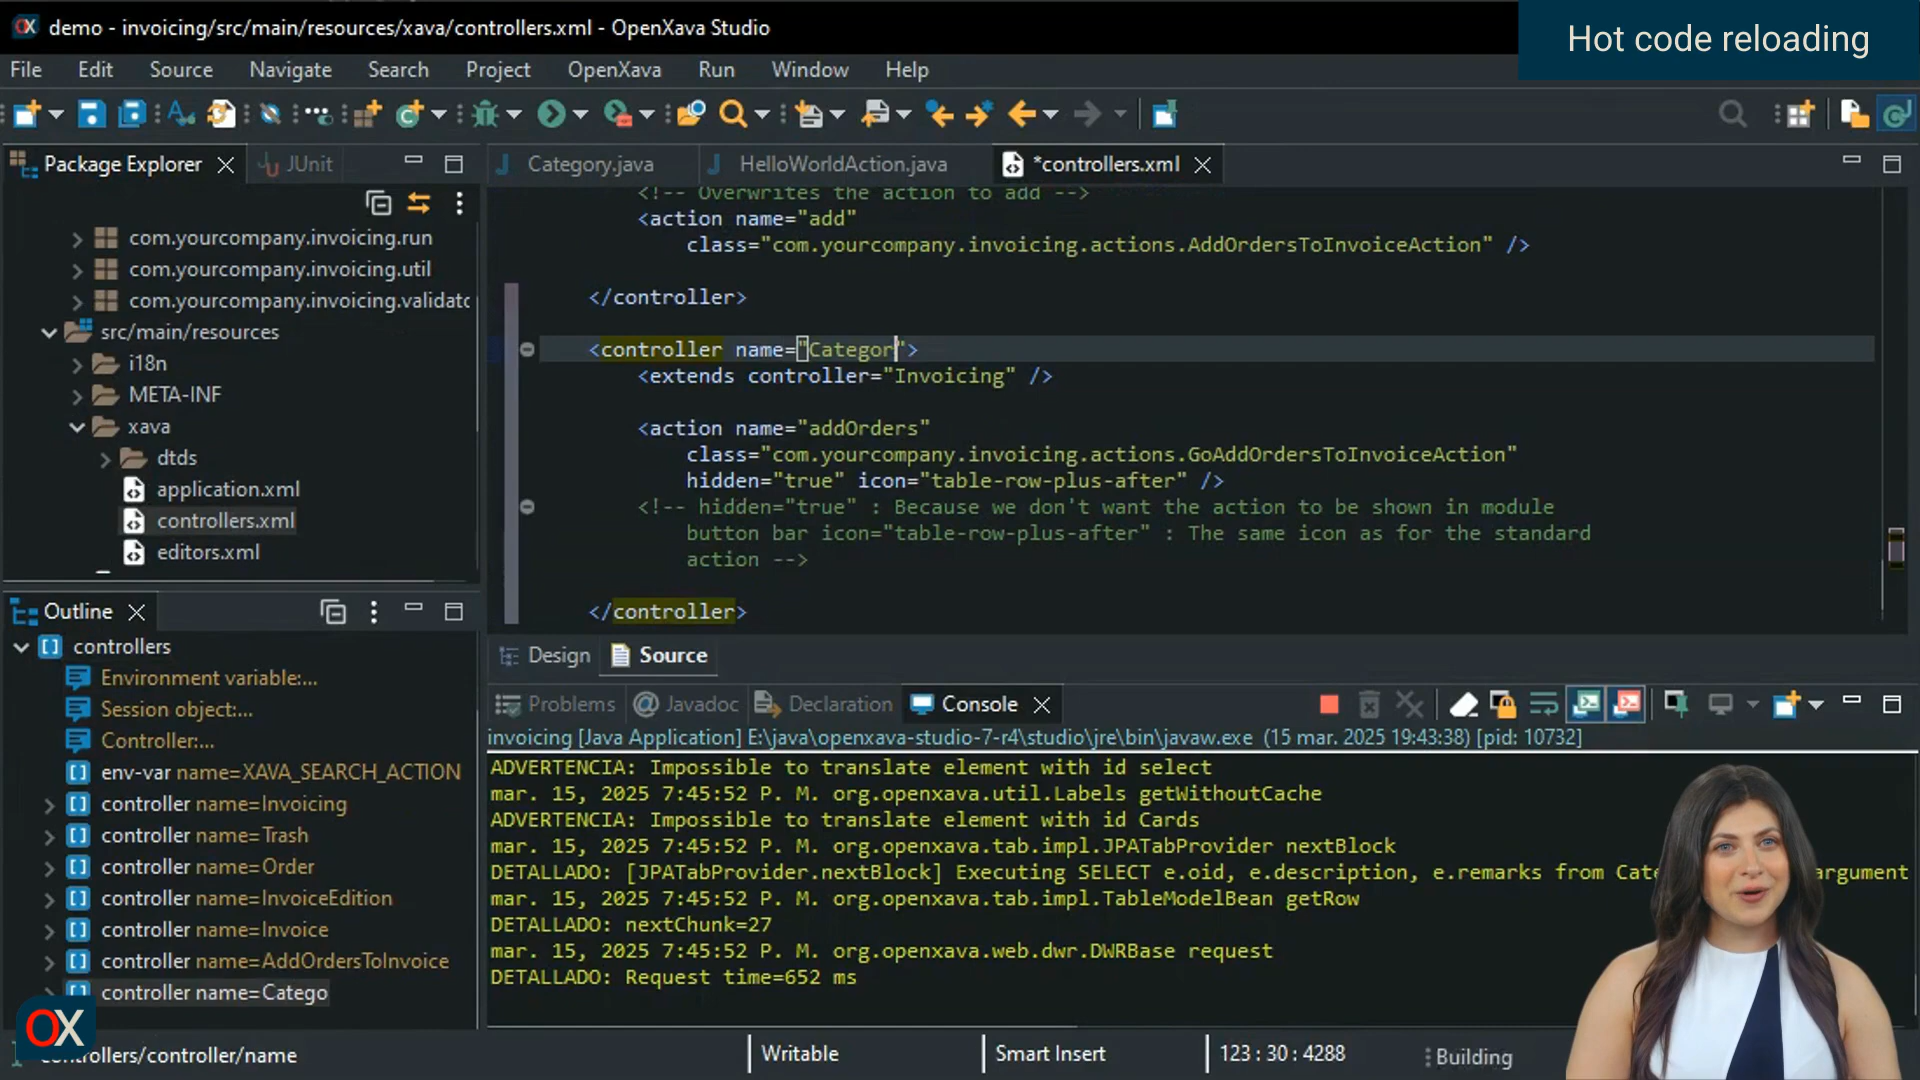 demo - invoicing/src/main/resources/xava/controllers.xml - OpenXava Studio
Hot code reloading
File Edit Source Navigate Search Project OpenXava Run Window Help
Package Explorer
JUnit
com.yourcompany.invoicing.run
com.yourcompany.invoicing.util
com.yourcompany.invoicing.validatc
src/main/resources
i18n
META-INF
xava
dtds
application.xml
controllers.xml
editors.xml
Category.java
HelloWorldAction.java
*controllers.xml
<!-- Overwrites the action to add -->
<action name="add"
class="com.yourcompany.invoicing.actions.AddOrdersToInvoiceAction" />
</controller>
<controller name="Categor">
<extends controller="Invoicing" />
<action name="addOrders"
class="com.yourcompany.invoicing.actions.GoAddOrdersToInvoiceAction"
hidden="true" icon="table-row-plus-after" />
<!-- hidden="true" : Because we don't want the action to be shown in module
button bar icon="table-row-plus-after" : The same icon as for the standard
action -->
</controller>
Design
Source
Outline
controllers
Environment variable:...
Session object:...
Controller:...
env-var name=XAVA_SEARCH_ACTION
controller name=Invoicing
controller name=Trash
controller name=Order
controller name=InvoiceEdition
controller name=Invoice
controller name=AddOrdersToInvoice
controller name=Catego
Problems
@ Javadoc
Declaration
Console
invoicing [Java Application] E:\java\openxava-studio-7-r4\studio\jre\bin\javaw.exe (15 mar. 2025 19:43:38) [pid: 10732]
ADVERTENCIA: Impossible to translate element with id select
mar. 15, 2025 7:45:52 P. M. org.openxava.util.Labels getWithoutCache
ADVERTENCIA: Impossible to translate element with id Cards
mar. 15, 2025 7:45:52 P. M. org.openxava.tab.impl.JPATabProvider nextBlock
DETALLADO: [JPATabProvider.nextBlock] Executing SELECT e.oid, e.description, e.remarks from Cate argument
mar. 15, 2025 7:45:52 P. M. org.openxava.tab.impl.TableModelBean getRow
DETALLADO: nextChunk=27
mar. 15, 2025 7:45:52 P. M. org.openxava.web.dwr.DWRBase request
DETALLADO: Request time=652 ms
OX
controllers/controller/name
Writable
Smart Insert
123 : 30 : 4288
Building